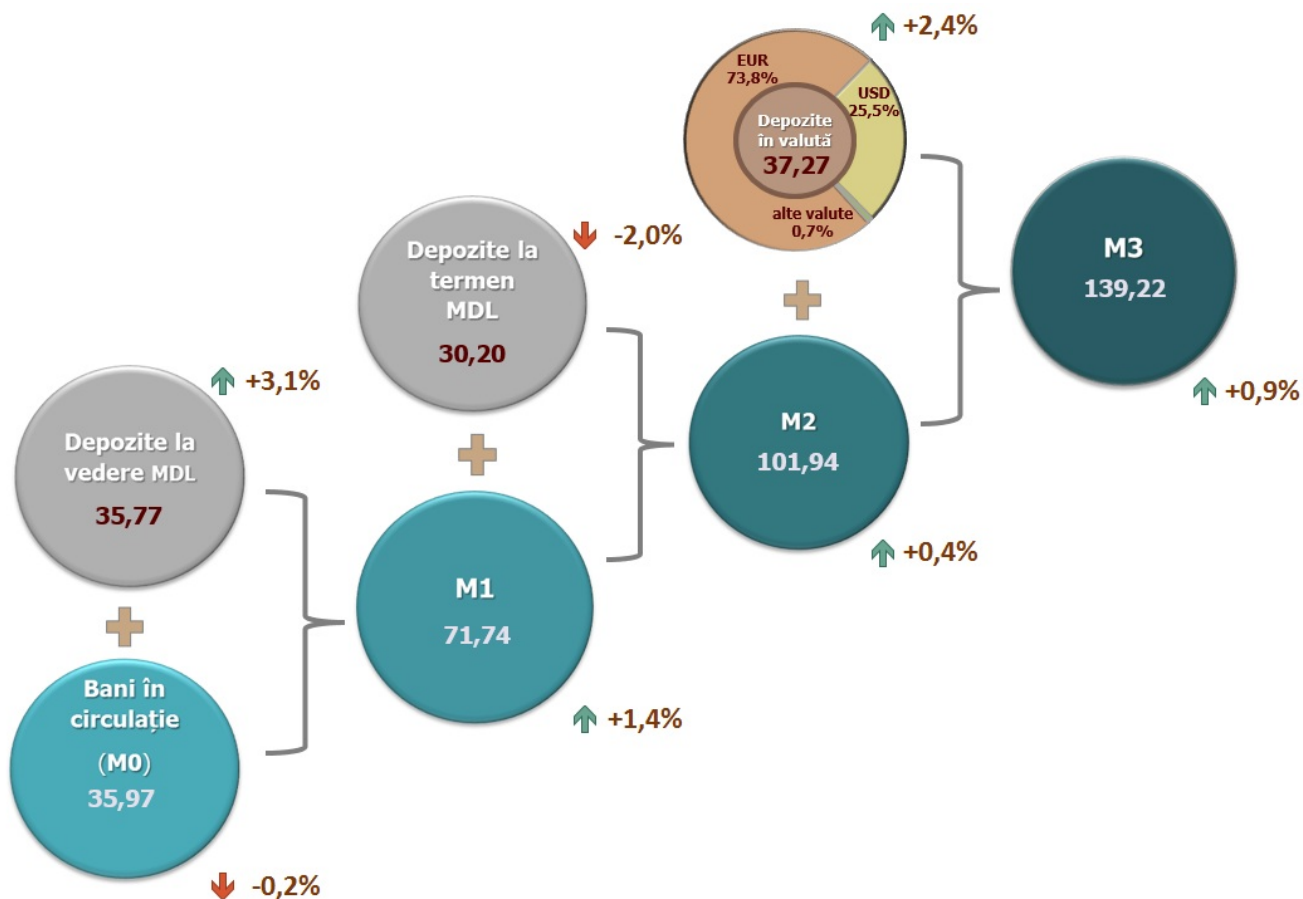 +2,4%
EUR
73,8%
USD
25,5%
Depozite
în valută
37,27
alte valute
0,7%
Depozite la
termen
MDL
30,20
-2,0%
M3
139,22
+0,9%
Depozite la
vedere MDL
35,77
+3,1%
M2
101,94
+0,4%
M1
71,74
+1,4%
Bani în
circulație
(M0)
35,97
-0,2%